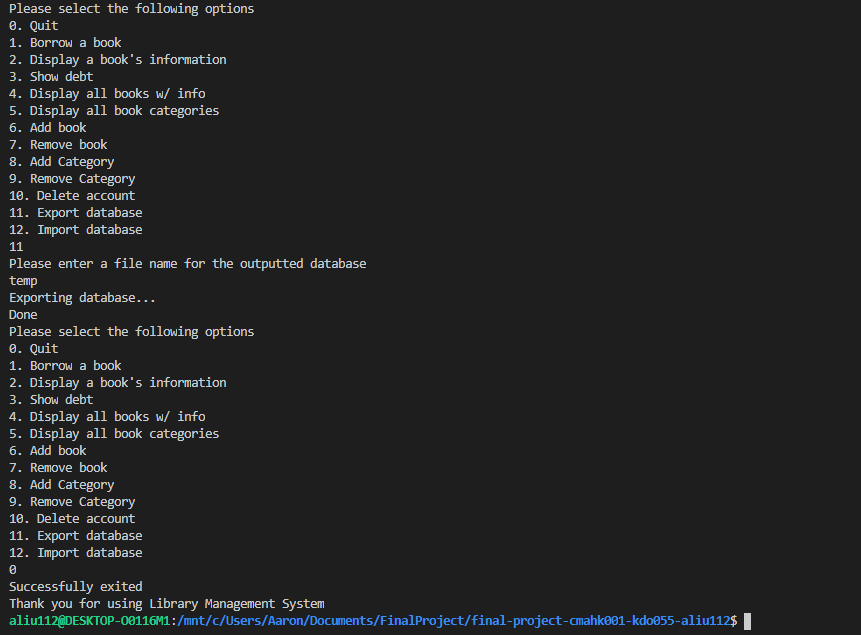 Please select the following options
0. Quit
1. Borrow a book
2. Display a book's information
3. Show debt
4. Display all books w/ info
5. Display all book categories
6. Add book
7. Remove book
8. Add Category
9. Remove Category
10. Delete account
11. Export database
12. Import database
11
Please enter a file name for the outputted database
temp
Exporting database...
Done
Please select the following options
0. Quit
1. Borrow a book
2. Display a book's information
3. Show debt
4. Display all books w/ info
5. Display all book categories
6. Add book
7. Remove book
8. Add Category
9. Remove Category
10. Delete account
11. Export database
12. Import database
0
Successfully exited
Thank you for using Library Management System
aliu112@DESKTOP-O0116M1:/mnt/c/Users/Aaron/Documents/FinalProject/final-project-cmahk001-kdo055-aliu112$